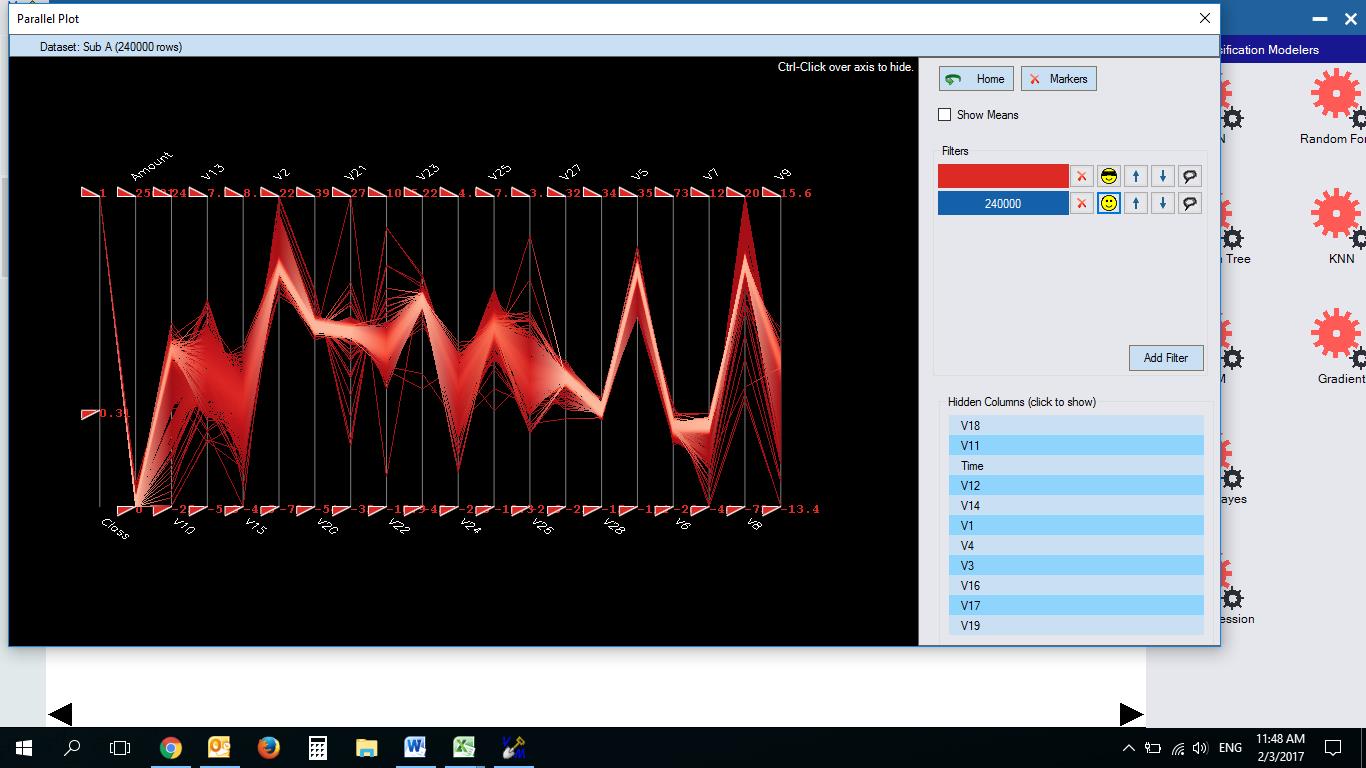 Parallel Plot
Dataset: Sub A (240000 rows)
Ctrl-Click over axis to hide.
Home
Markers
Show Means
Filters
240000
Add Filter
Hidden Columns (click to show)
V18
V11
Time
V12
V14
V1
V4
V3
V16
V17
V19
Amount V13 V2 V21 V23 V25 V27 V5 V7 V9
1 25 24 7. 8. 22 39 27 10 22 4. 7. 3. 32 34 35 73 12 20 15.6
0.31
0 -2 -5 -4 -7 -2 -3 -1 -4 -2 -1 -2 -2 -1 -1 -2 -4 -7 -13.4
Class V10 V15 V20 V22 V24 V26 V28 V6 V8
sification Modelers
Random For
Tree
KNN
Gradient
ayes
ession
ENG
11:48 AM
2/3/2017